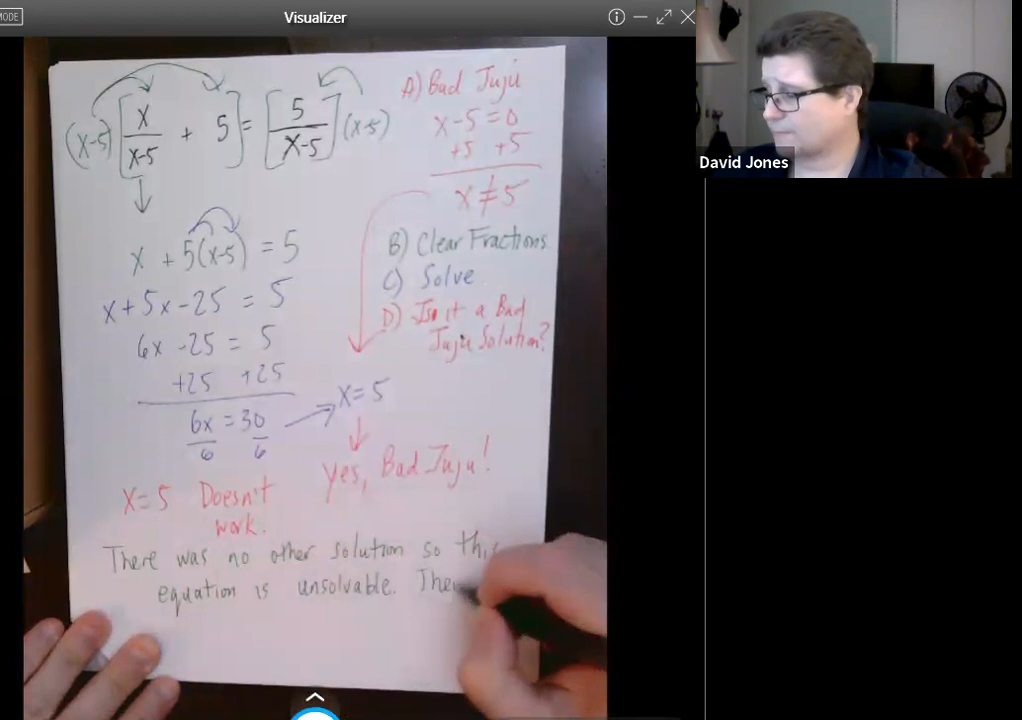 MODE
Visualizer
David Jones
(x-5) [x/(x-5) + 5] = [5/(x-5)] (x-5)
x + 5(x-5) = 5
x + 5x - 25 = 5
6x - 25 = 5
+25 +25
6x = 30
6 6
x = 5
A) Bad Juju
x - 5 = 0
+5 +5
x ≠ 5
B) Clear Fractions
C) Solve
D) Iso it a Bad
Juju Solution?
Yes, Bad Juju!
X = 5 Doesn't
work.
There was no other solution so this
equation is unsolvable. The